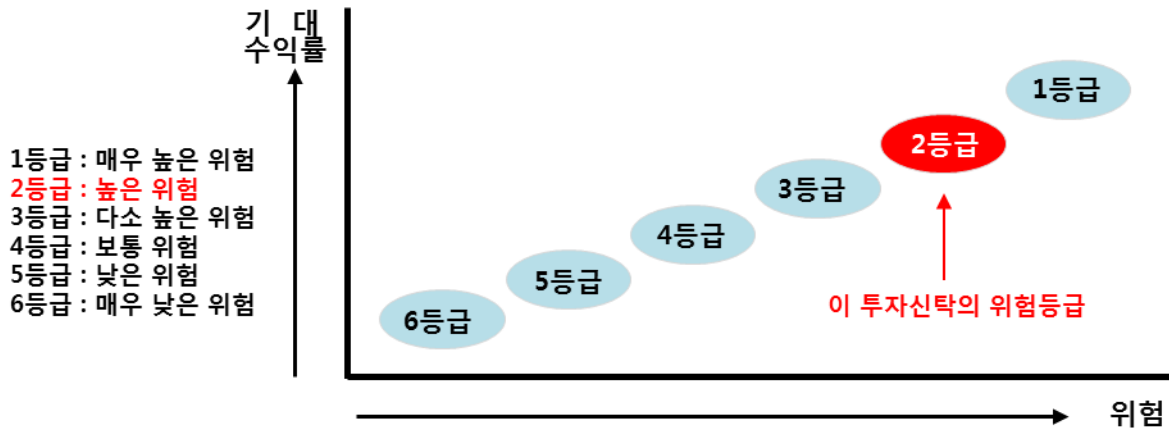 기 대
수익률
1등급 : 매우 높은 위험
2등급 : 높은 위험
3등급 : 다소 높은 위험
4등급 : 보통 위험
5등급 : 낮은 위험
6등급 : 매우 낮은 위험
1등급
2등급
3등급
4등급
5등급
6등급
이 투자신탁의 위험등급
위험